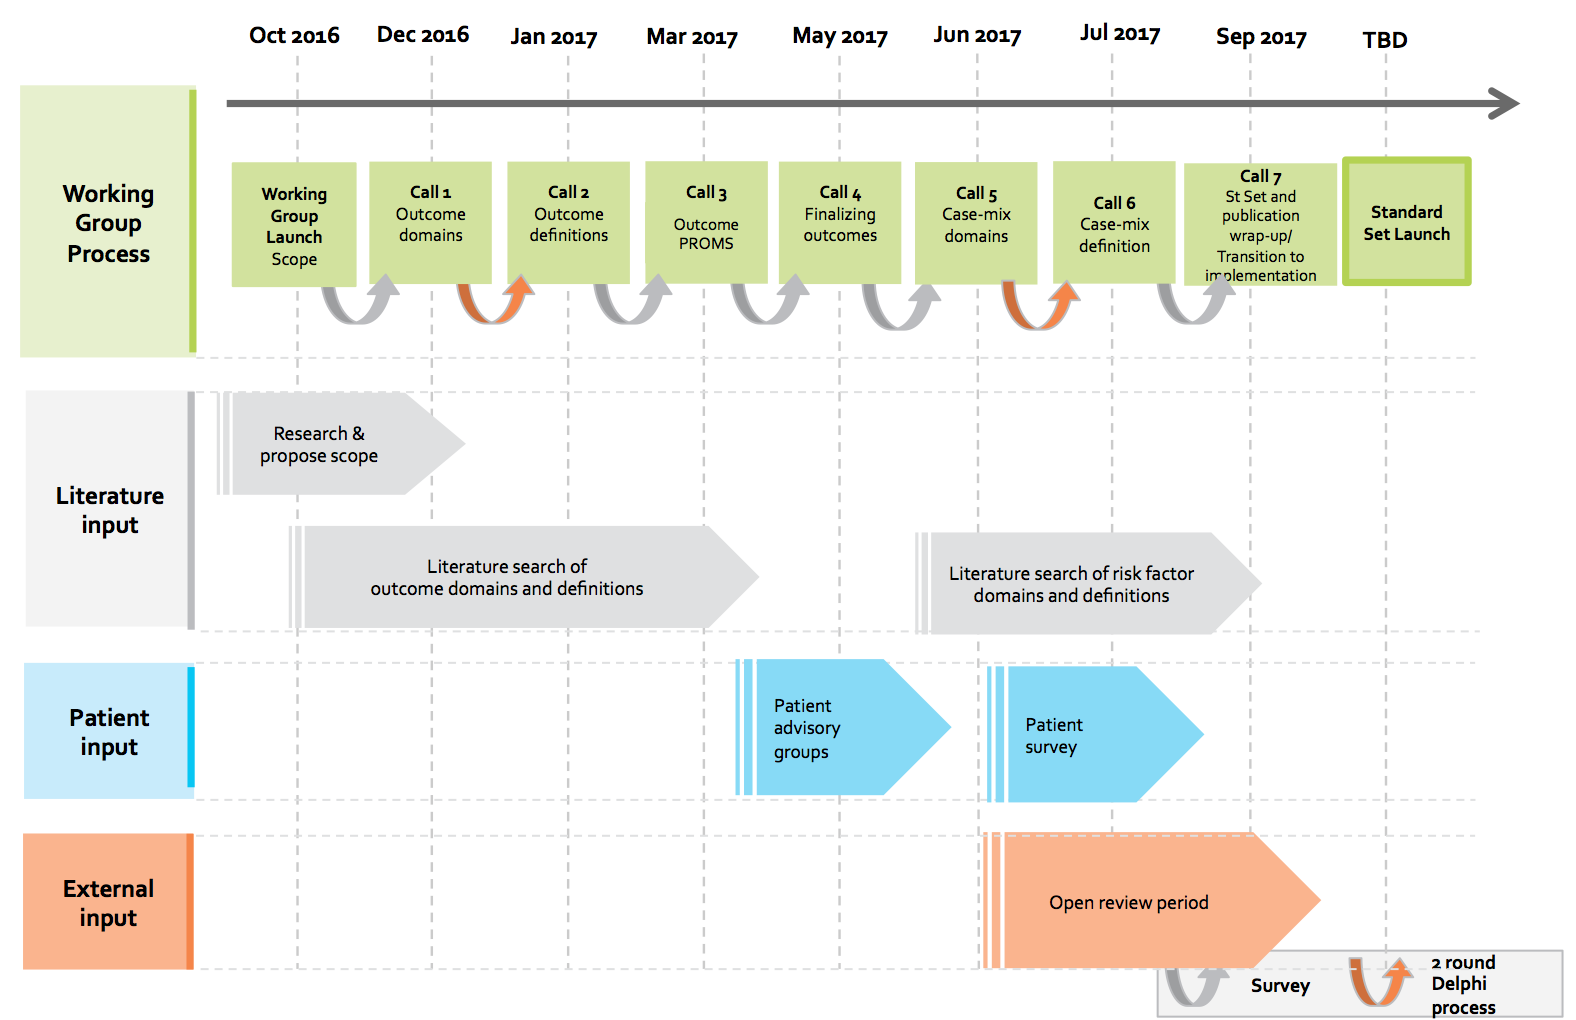 Oct 2016
Dec 2016
Jan 2017
Mar 2017
May 2017
Jun 2017
Jul 2017
Sep 2017
TBD
Working
Group
Process
Working
Group
Launch
Scope
Call 1
Outcome
domains
Call 2
Outcome
definitions
Call 3
Outcome
PROMS
Call 4
Finalizing
outcomes
Call 5
Case-mix
domains
Call 6
Case-mix
definition
Call 7
St Set and
publication
wrap-up/
Transition to
implementation
Standard
Set Launch
Literature
input
Research &
propose scope
Literature search of
outcome domains and definitions
Literature search of risk factor
domains and definitions
Patient
input
Patient
advisory
groups
Patient
survey
External
input
Open review period
Survey
2 round
Delphi
process